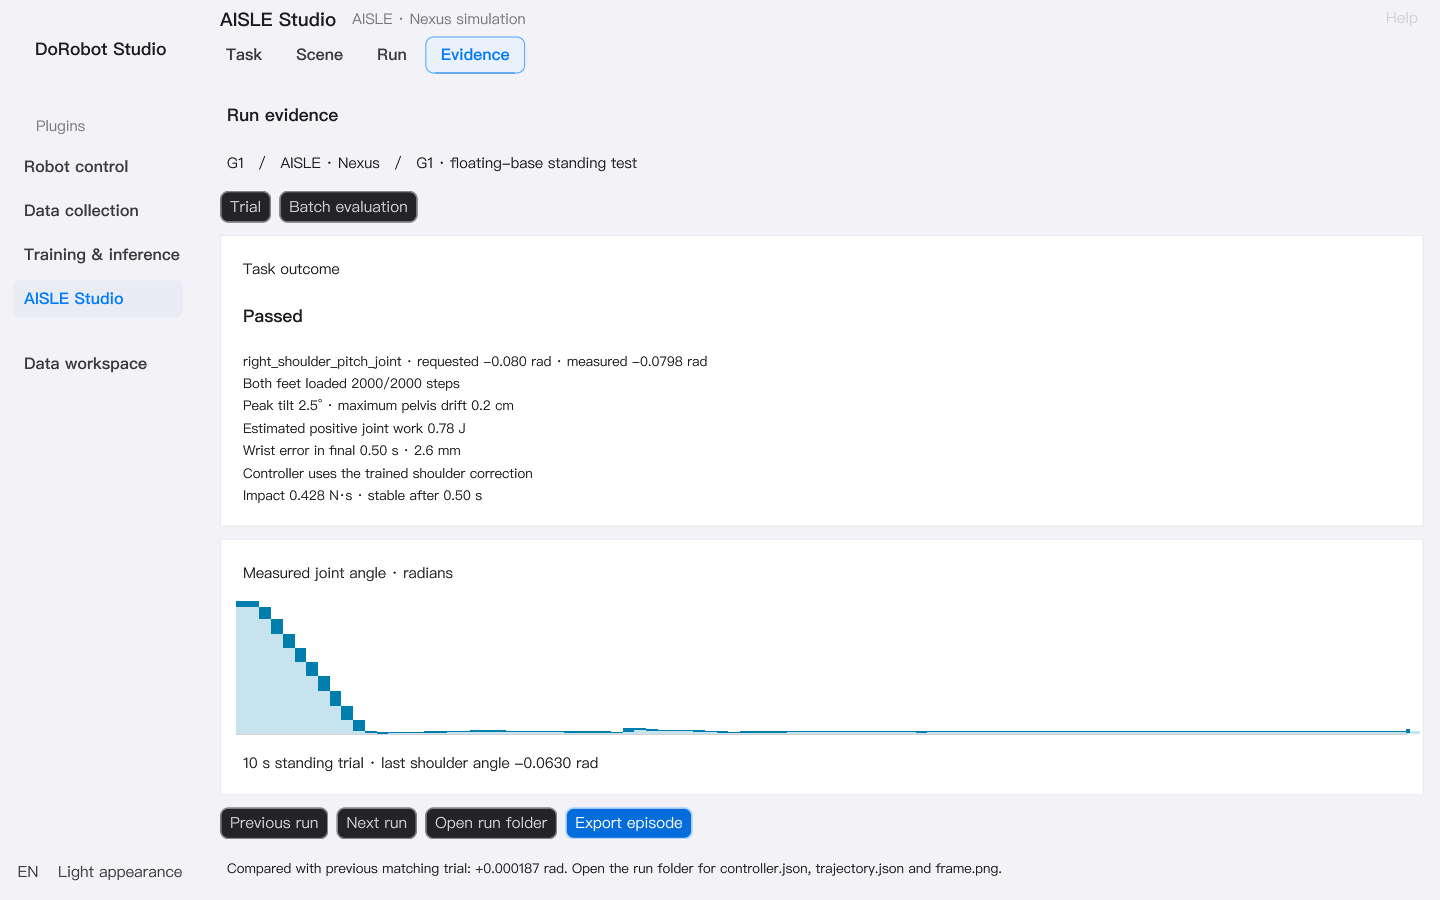 AISLE Studio AISLE · Nexus simulation
Help
DoRobot Studio
Task Scene Run Evidence
Plugins
Robot control
Data collection
Training & inference
AISLE Studio
Data workspace
Run evidence
G1 / AISLE · Nexus / G1 · floating-base standing test
Trial Batch evaluation
Task outcome
Passed
right_shoulder_pitch_joint · requested -0.080 rad · measured -0.0798 rad
Both feet loaded 2000/2000 steps
Peak tilt 2.5° · maximum pelvis drift 0.2 cm
Estimated positive joint work 0.78 J
Wrist error in final 0.50 s · 2.6 mm
Controller uses the trained shoulder correction
Impact 0.428 N·s · stable after 0.50 s
Measured joint angle · radians
10 s standing trial · last shoulder angle -0.0630 rad
Previous run Next run Open run folder Export episode
Compared with previous matching trial: +0.000187 rad. Open the run folder for controller.json, trajectory.json and frame.png.
EN Light appearance